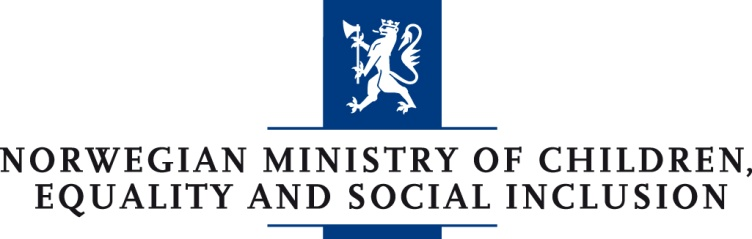 NORWEGIAN MINISTRY OF CHILDREN,
EQUALITY AND SOCIAL INCLUSION